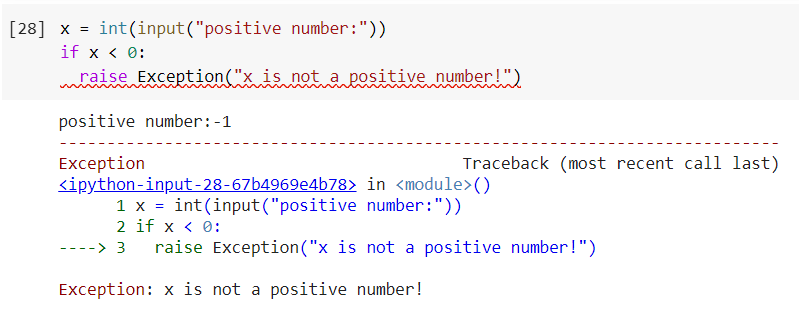 [28] x = int(input("positive number:"))
if x < 0:
  raise Exception("x is not a positive number!")
positive number:-1
---------------------------------------------------------------------------
Exception                                 Traceback (most recent call last)
<ipython-input-28-67b4969e4b78> in <module>()
      1 x = int(input("positive number:"))
      2 if x < 0:
----> 3   raise Exception("x is not a positive number!")
Exception: x is not a positive number!